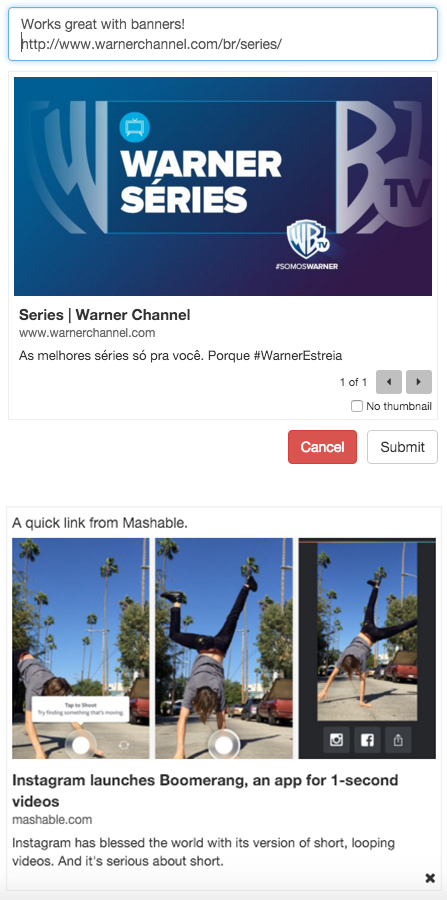 Works great with banners!
http://www.warnerchannel.com/br/series/
WARNER
SÉRIES
WB
TV
WB
TV
#SOMOSWARNER
Series | Warner Channel
www.warnerchannel.com
As melhores séries só pra você. Porque #WarnerEstreia
1 of 1
No thumbnail
Cancel Submit
A quick link from Mashable.
Tap to Shoot
Try finding something that's moving
Instagram launches Boomerang, an app for 1-second
videos
mashable.com
Instagram has blessed the world with its version of short, looping
videos. And it's serious about short.